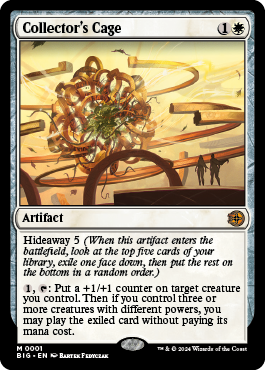 Collector's Cage 1
Artifact
Hideaway 5 (When this artifact enters the
battlefield, look at the top five cards of your
library, exile one face down, then put the rest on
the bottom in a random order.)
1, : Put a +1/+1 counter on target creature
you control. Then if you control three or
more creatures with different powers, you
may play the exiled card without paying its
mana cost.
M 0001
BIG • EN Bartek Fedyczak
™ & © 2024 Wizards of the Coast